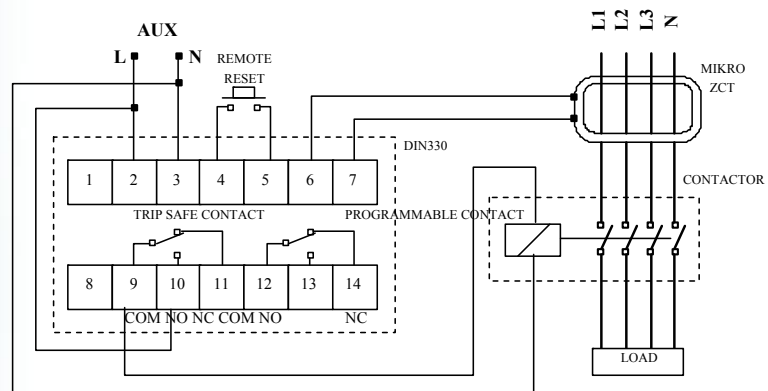 AUX
L N
REMOTE
RESET
L1 L2 L3 N
MIKRO
ZCT
DIN330
1 2 3 4 5 6 7
CONTACTOR
TRIP SAFE CONTACT PROGRAMMABLE CONTACT
8 9 10 11 12 13 14
COM NO NC COM NO NC
LOAD